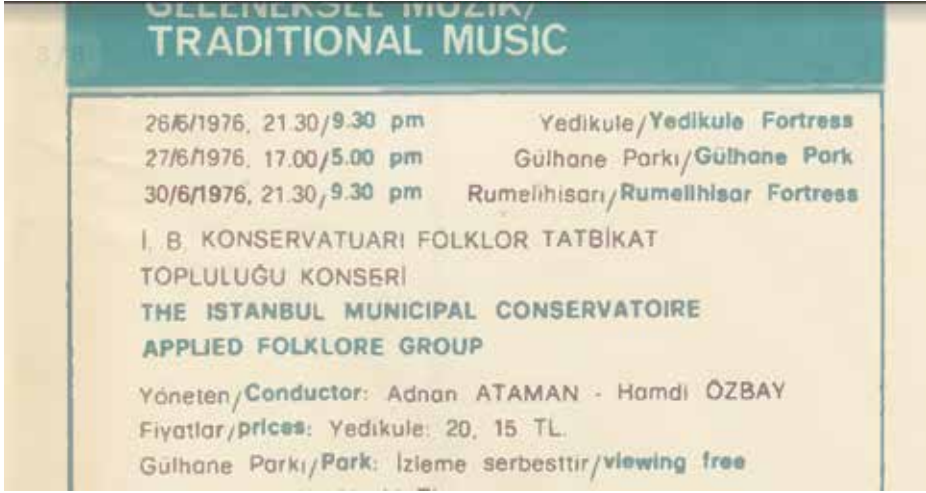 GELENEKSEL MÜZİK/
TRADITIONAL MUSIC
26/6/1976, 21.30/9.30 pm Yedikule/Yedikule Fortress
27/6/1976, 17.00/5.00 pm Gülhane Parkı/Gülhane Park
30/6/1976, 21.30/9.30 pm Rumelihisarı/Rumelihisar Fortress
İ. B. KONSERVATUARI FOLKLOR TATBİKAT
TOPLULUĞU KONSERİ
THE ISTANBUL MUNICIPAL CONSERVATOIRE
APPLIED FOLKLORE GROUP
Yöneten/Conductor: Adnan ATAMAN - Hamdi ÖZBAY
Fiyatlar/prices: Yedikule: 20, 15 TL.
Gülhane Parkı/Park: İzleme serbesttir/viewing free